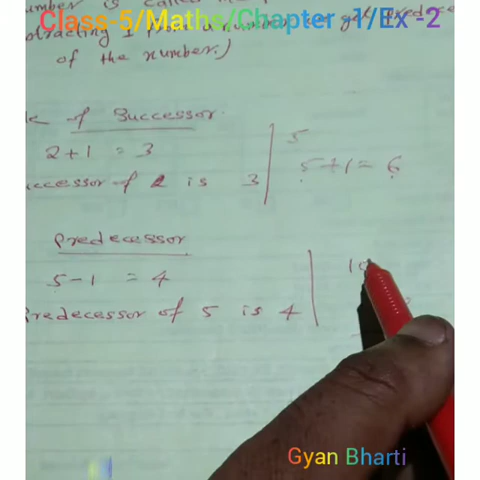 Class-5/Maths/Chapter -1/Ex -2
of the number.)
of Successor
5
2+1 = 3
5+1= 6
of 2 is 3
Predecessor
5-1 = 4
Predecessor of 5 is 4
Gyan Bharti